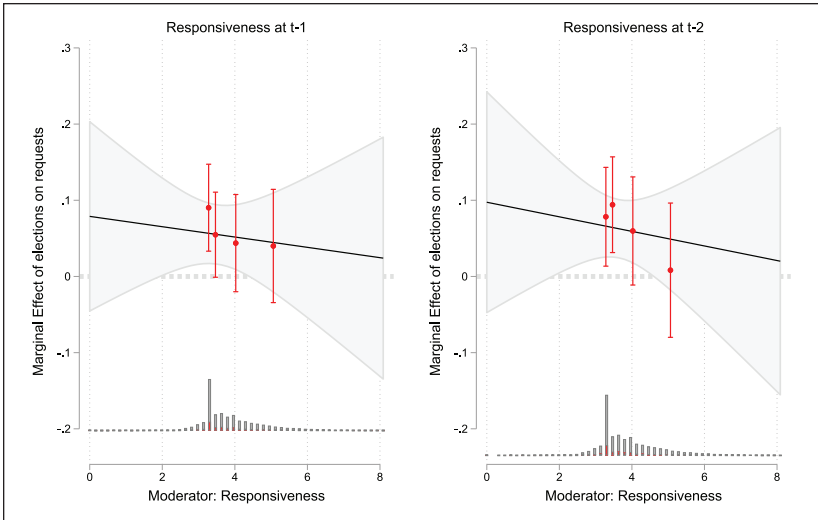 Responsiveness at t-1
Marginal Effect of elections on requests
.3
.2
.1
0
-.1
-.2
0 2 4 6 8
Moderator: Responsiveness
Responsiveness at t-2
Marginal Effect of elections on requests
.3
.2
.1
0
-.1
-.2
0 2 4 6 8
Moderator: Responsiveness